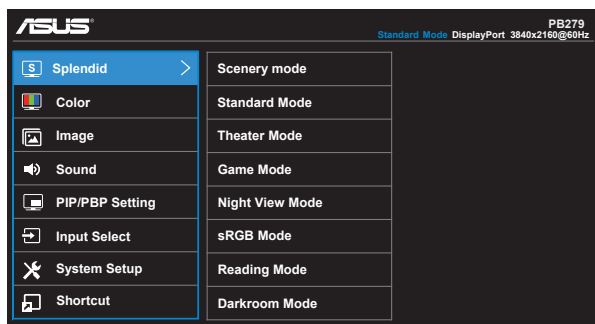 ASUS
PB279
Standard Mode DisplayPort 3840x2160@60Hz
S Splendid
Color
Image
Sound
PIP/PBP Setting
Input Select
System Setup
Shortcut
Scenery mode
Standard Mode
Theater Mode
Game Mode
Night View Mode
sRGB Mode
Reading Mode
Darkroom Mode